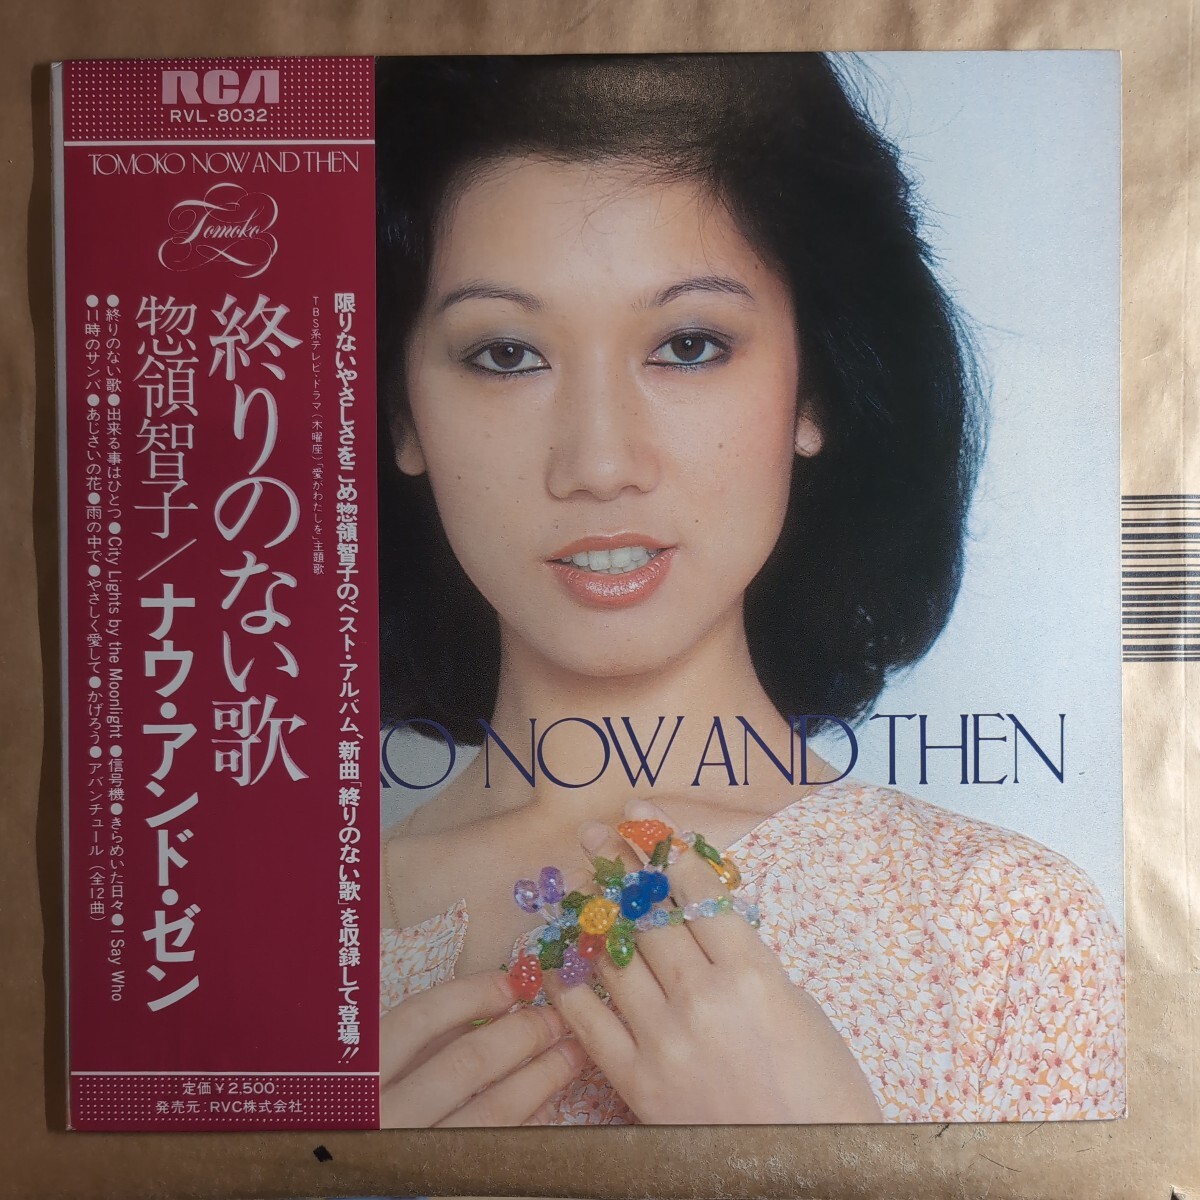 RCA
RVL-8032
TOMOKO NOW AND THEN
Tomoko
限りないやさしさをこめ惣領智子のベスト・アルバム、新曲「終りのない歌」を収録して登場!!
TBS系テレビ・ドラマ(木曜座)「愛がわたしを」主題歌
終りのない歌
惣領智子/ナウ・アンド・ゼン
●終りのない歌●出来る事はひとつ●City Lights by the Moonlight●信号機●きらめいた日々●I Say Who
●11時のサンバ●あじさいの花●雨の中で●やさしく愛して●かげろう●アバンチュール(全12曲)
定価¥2,500
発売元:RVC株式会社
KO NOW AND THEN